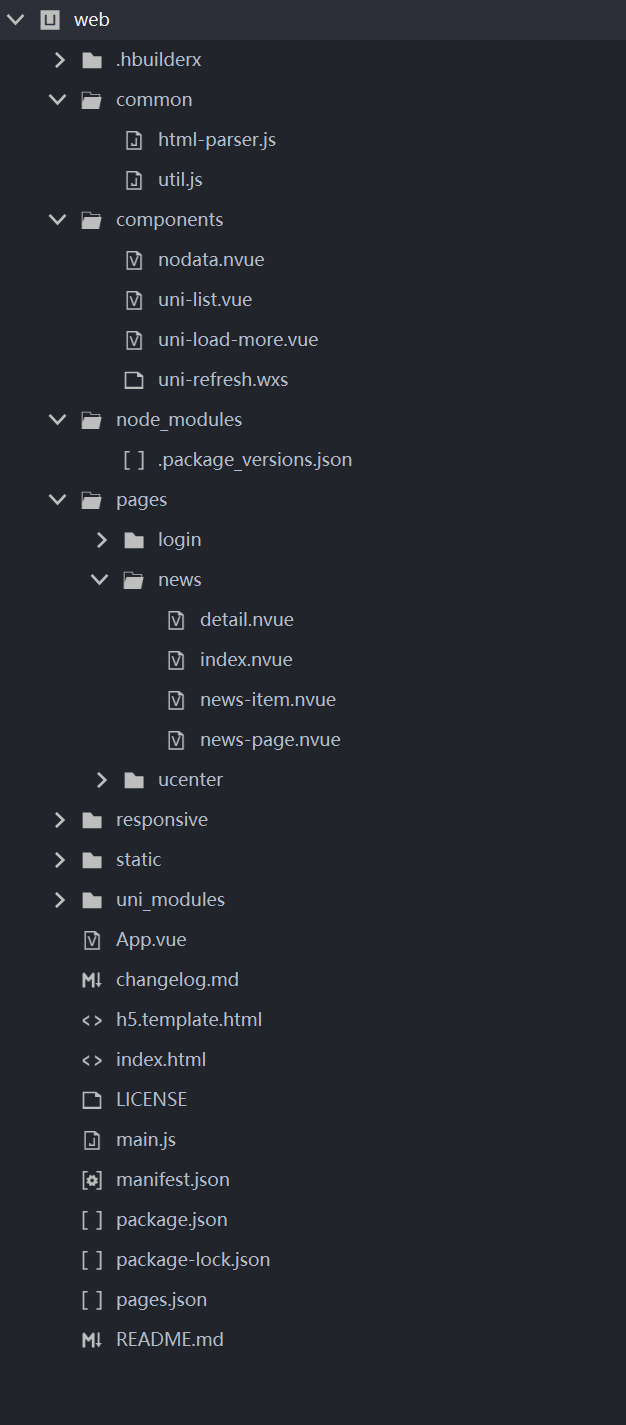 web
.hbuilderx
common
html-parser.js
util.js
components
nodata.nvue
uni-list.vue
uni-load-more.vue
uni-refresh.wxs
node_modules
.package_versions.json
pages
login
news
detail.nvue
index.nvue
news-item.nvue
news-page.nvue
ucenter
responsive
static
uni_modules
App.vue
changelog.md
h5.template.html
index.html
LICENSE
main.js
manifest.json
package.json
package-lock.json
pages.json
README.md